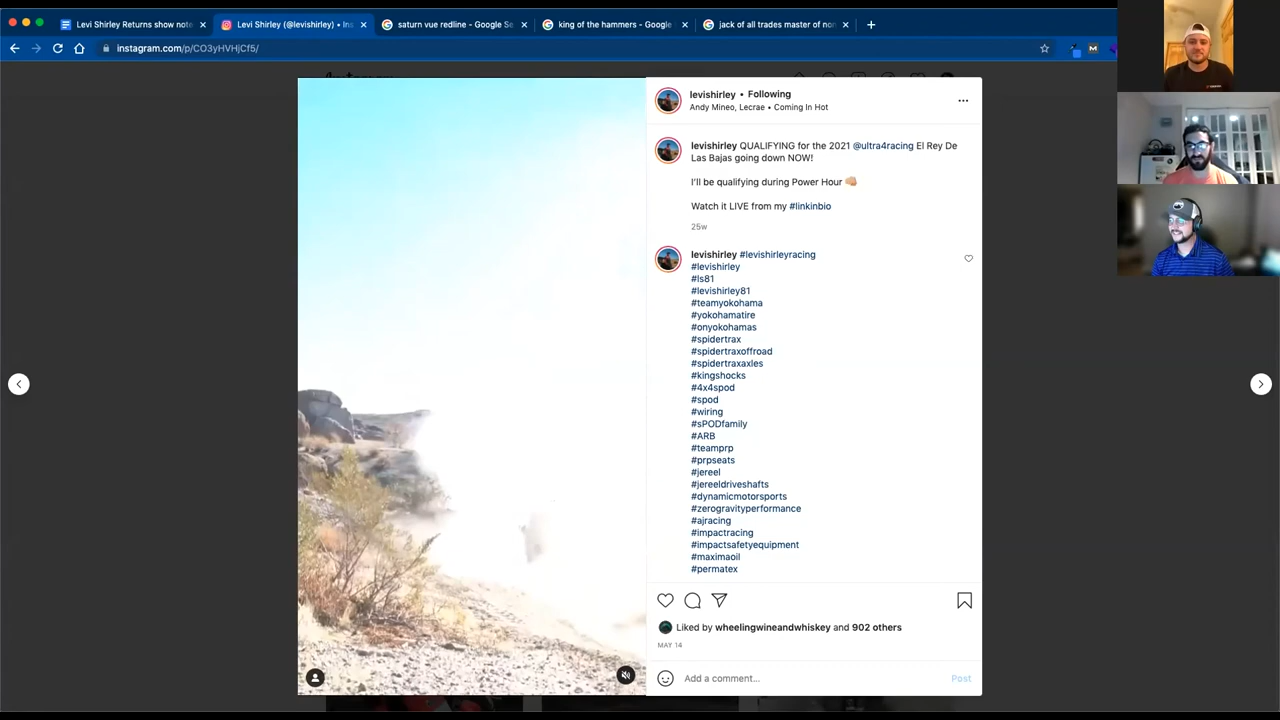 Levi Shirley Returns show note
Levi Shirley (@levishirley) • Ins
saturn vue redline - Google Se
king of the hammers - Google
jack of all trades master of non
instagram.com/p/CO3yHVHjCf5/
levishirley • Following
Andy Mineo, Lecrae • Coming In Hot
levishirley QUALIFYING for the 2021 @ultra4racing El Rey De
Las Bajas going down NOW!
I'll be qualifying during Power Hour 👊🏼
Watch it LIVE from my #linkinbio
25w
levishirley #levishirleyracing
#levishirley
#ls81
#levishirley81
#teamyokohama
#yokohamatire
#onyokohamas
#spidertrax
#spidertraxoffroad
#spidertraxaxles
#kingshocks
#4x4spod
#spod
#wiring
#sPODfamily
#ARB
#teamprp
#prpseats
#jereel
#jereeldriveshafts
#dynamicmotorsports
#zerogravityperformance
#ajracing
#impactracing
#impactsafetyequipment
#maximaoil
#permatex
Liked by wheelingwineandwhiskey and 902 others
MAY 14
Add a comment...
Post